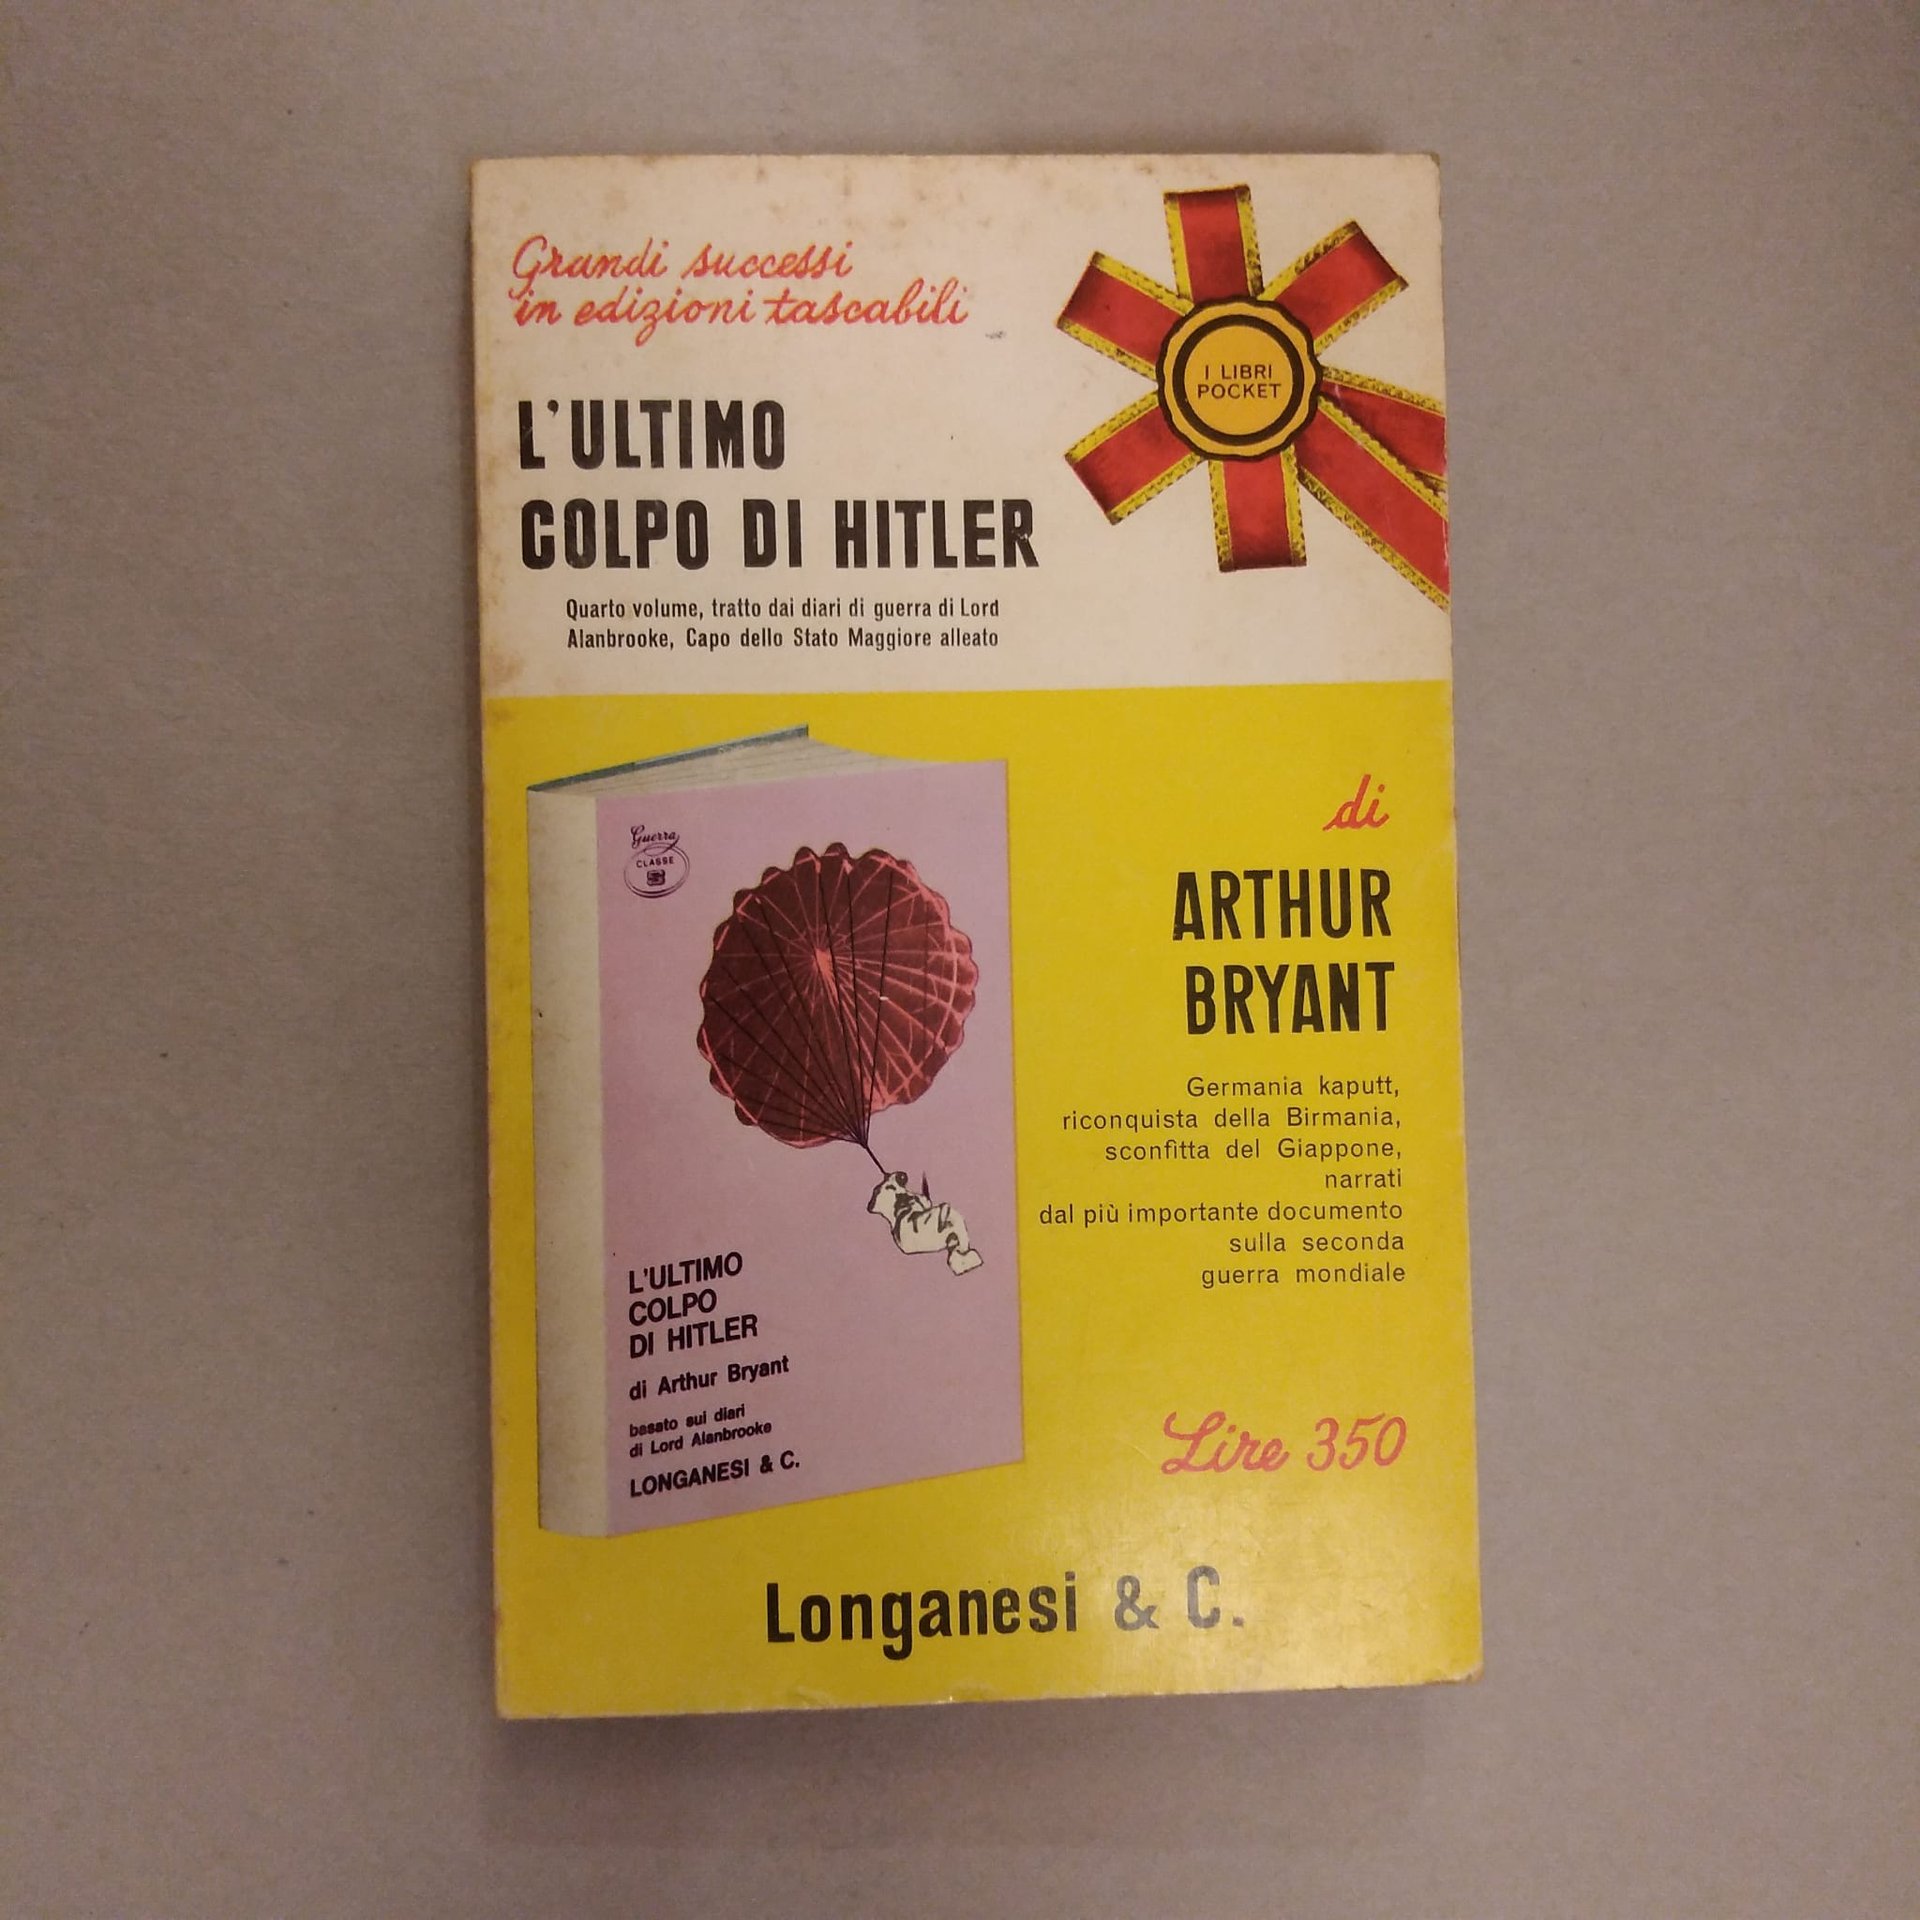 Grandi successi
in edizioni tascabili
I LIBRI
POCKET
L'ULTIMO
COLPO DI HITLER
Quarto volume, tratto dai diari di guerra di Lord
Alanbrooke, Capo dello Stato Maggiore alleato
di
ARTHUR
BRYANT
Germania kaputt,
riconquista della Birmania,
sconfitta del Giappone,
narrati
dal più importante documento
sulla seconda
guerra mondiale
Guerra
CLASSE
S
L'ULTIMO
COLPO
DI HITLER
di Arthur Bryant
basato sui diari
di Lord Alanbrooke
LONGANESI & C.
Lire 350
Longanesi & C.